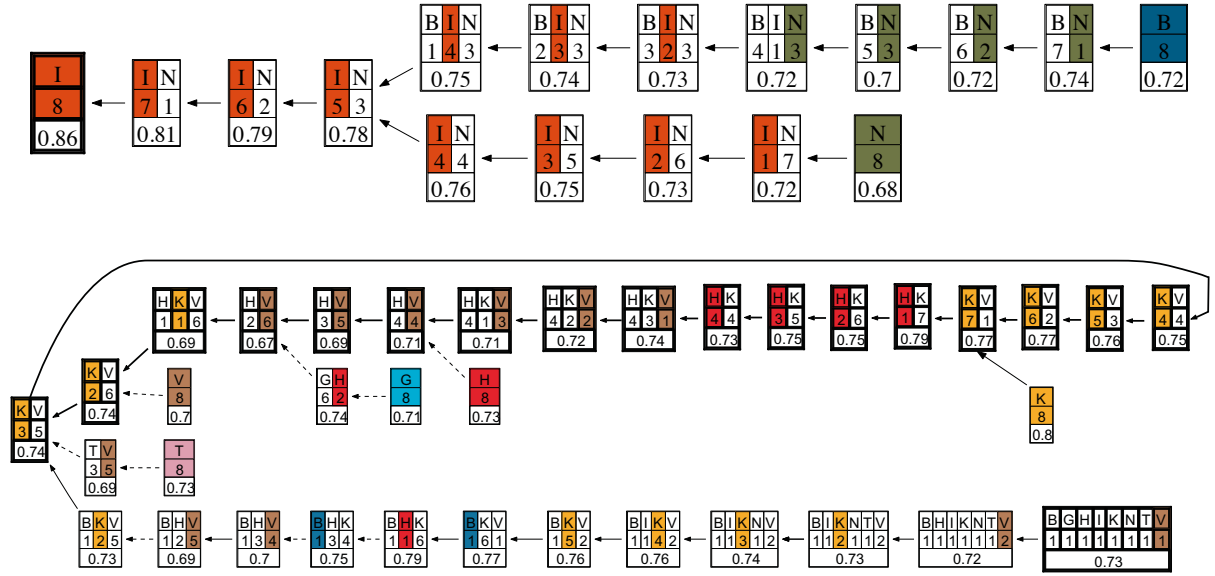 B I N
1 4 3
0.75
B I N
2 3 3
0.74
B I N
3 2 3
0.73
B I N
4 1 3
0.72
B N
5 3
0.7
B N
6 2
0.72
B N
7 1
0.74
B
8
0.72
I
8
0.86
I N
7 1
0.81
I N
6 2
0.79
I N
5 3
0.78
I N
4 4
0.76
I N
3 5
0.75
I N
2 6
0.73
I N
1 7
0.72
N
8
0.68
H K V
1 1 6
0.69
H V
2 6
0.67
H V
3 5
0.69
H V
4 4
0.71
H K V
4 1 3
0.71
H K V
4 2 2
0.72
H K V
4 3 1
0.74
H K
4 4
0.73
H K
3 5
0.75
H K
2 6
0.75
H K
1 7
0.79
K V
7 1
0.77
K V
6 2
0.77
K V
5 3
0.76
K V
4 4
0.75
K V
2 6
0.74
V
8
0.7
G H
6 2
0.74
G
8
0.71
H
8
0.73
K
8
0.8
K V
3 5
0.74
T V
3 5
0.69
T
8
0.73
B K V
1 2 5
0.73
B H V
1 2 5
0.69
B H V
1 3 4
0.7
B H K
1 3 4
0.75
B H K
1 1 6
0.79
B K V
1 6 1
0.77
B K V
1 5 2
0.76
B I K V
1 1 4 2
0.76
B I K N V
1 1 3 1 2
0.74
B I K N T V
1 1 2 1 1 2
0.73
B H I K N T V
1 1 1 1 1 1 2
0.72
B G H I K N T V
1 1 1 1 1 1 1 1
0.73